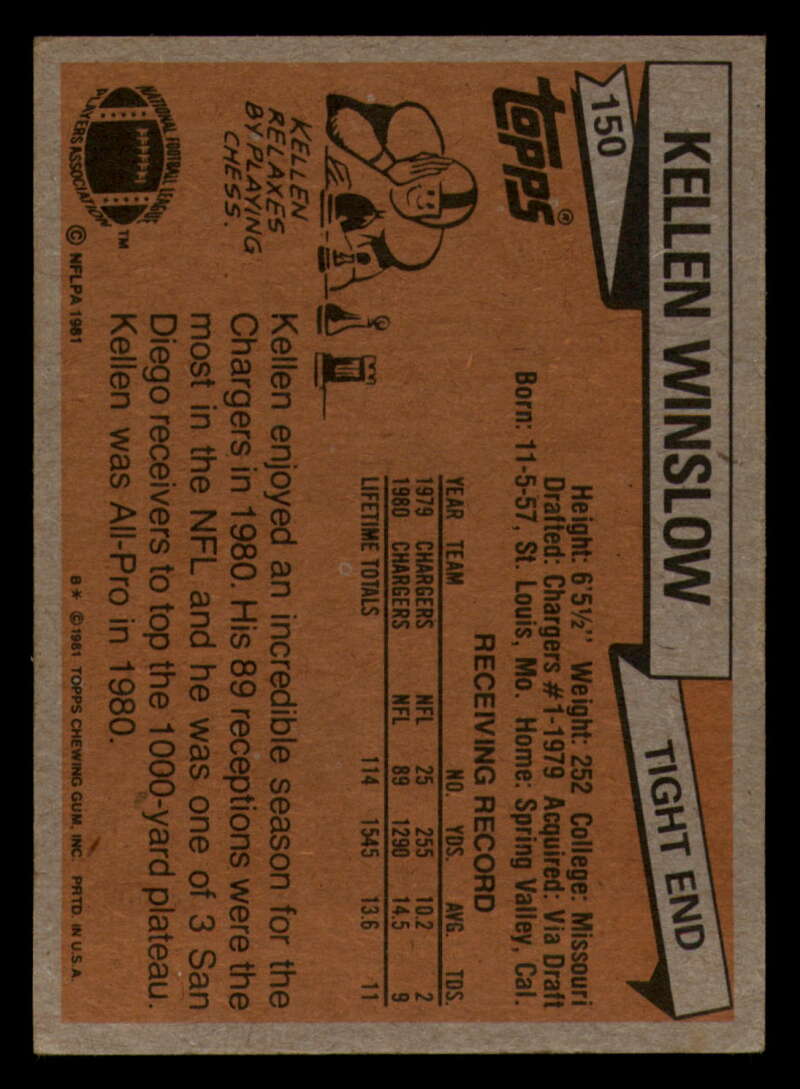 150
KELLEN WINSLOW
TIGHT END
TOPPS®
Height: 6'5½" Weight: 252 College: Missouri
Drafted: Chargers #1-1979 Acquired: Via Draft
Born: 11-5-57, St. Louis, Mo. Home: Spring Valley, Cal.
RECEIVING RECORD
YEAR TEAM NO. YDS. AVG. TDS.
1979 CHARGERS NFL 25 255 10.2 2
1980 CHARGERS NFL 89 1290 14.5 9
LIFETIME TOTALS 114 1545 13.6 11
KELLEN
RELAXES
BY PLAYING
CHESS.
Kellen enjoyed an incredible season for the
Chargers in 1980. His 89 receptions were the
most in the NFL and he was one of 3 San
Diego receivers to top the 1000-yard plateau.
Kellen was All-Pro in 1980.
NATIONAL FOOTBALL LEAGUE
PLAYERS ASSOCIATION
™
© NFLPA 1981
8* ©1981 TOPPS CHEWING GUM, INC. PRTD. IN U.S.A.